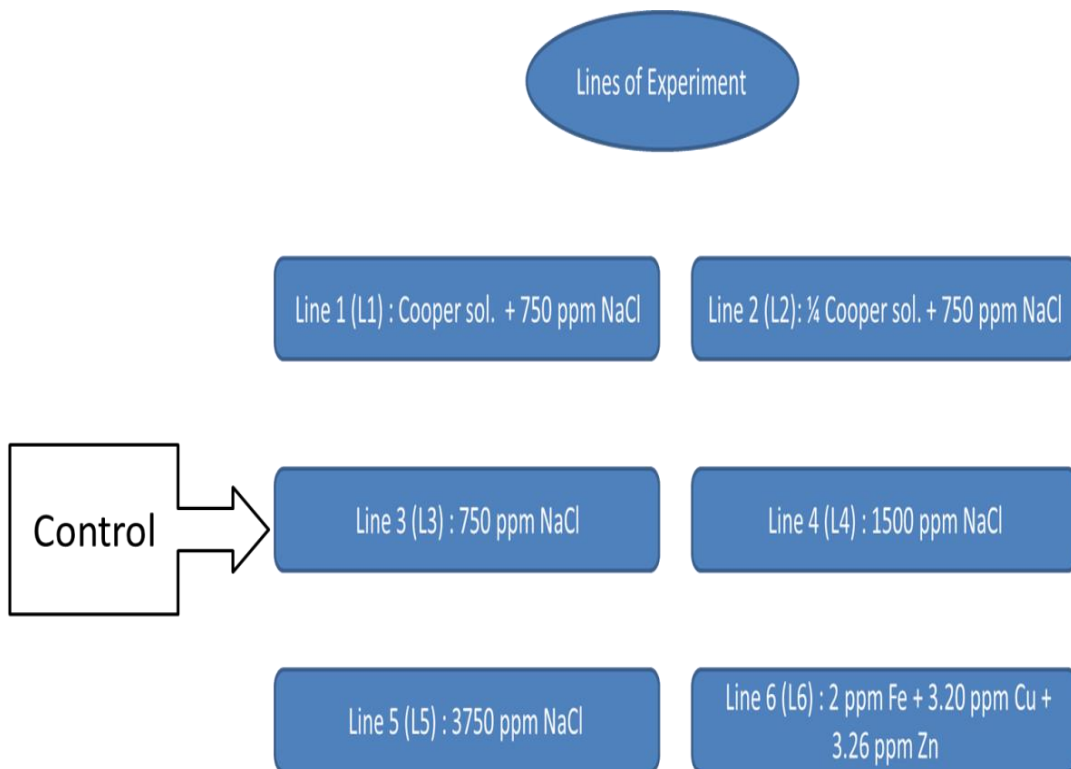 Lines of Experiment
Line 1 (L1) : Cooper sol. + 750 ppm NaCl
Line 2 (L2): ¼ Cooper sol. + 750 ppm NaCl
Control
Line 3 (L3) : 750 ppm NaCl
Line 4 (L4) : 1500 ppm NaCl
Line 5 (L5) : 3750 ppm NaCl
Line 6 (L6) : 2 ppm Fe + 3.20 ppm Cu +
3.26 ppm Zn